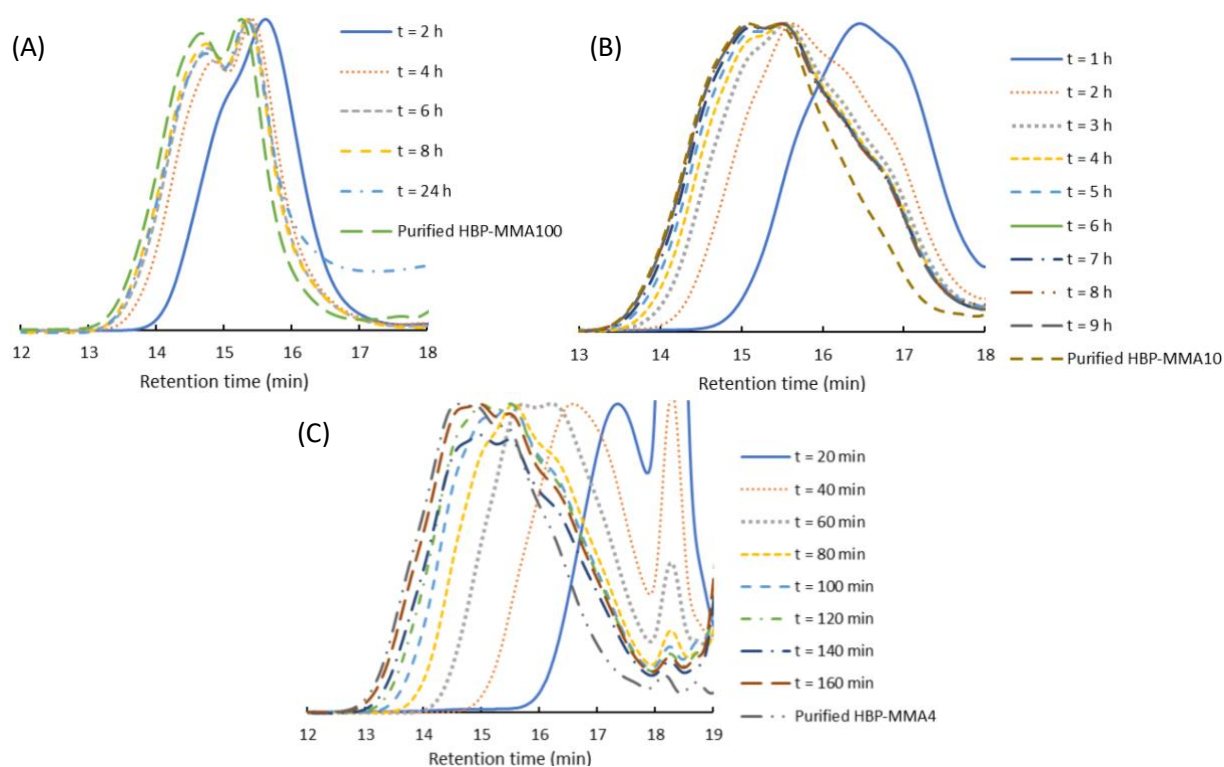 (A)
t = 2 h
t = 4 h
t = 6 h
t = 8 h
t = 24 h
Purified HBP-MMA100
12 13 14 15 16 17 18
Retention time (min)
(B)
t = 1 h
t = 2 h
t = 3 h
t = 4 h
t = 5 h
t = 6 h
t = 7 h
t = 8 h
t = 9 h
Purified HBP-MMA10
13 14 15 16 17 18
Retention time (min)
(C)
t = 20 min
t = 40 min
t = 60 min
t = 80 min
t = 100 min
t = 120 min
t = 140 min
t = 160 min
Purified HBP-MMA4
12 13 14 15 16 17 18 19
Retention time (min)